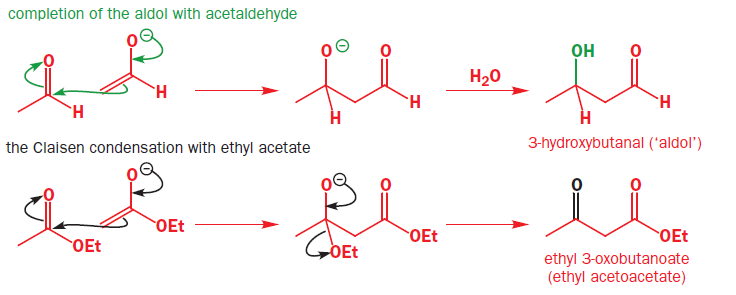 completion of the aldol with acetaldehyde
O
O⊖
H
H
O⊖
O
H
H
H₂O
OH
O
H
H
3-hydroxybutanal (‘aldol’)
the Claisen condensation with ethyl acetate
O
O⊖
OEt
OEt
O⊖
O
OEt
OEt
O
O
OEt
ethyl 3-oxobutanoate
(ethyl acetoacetate)